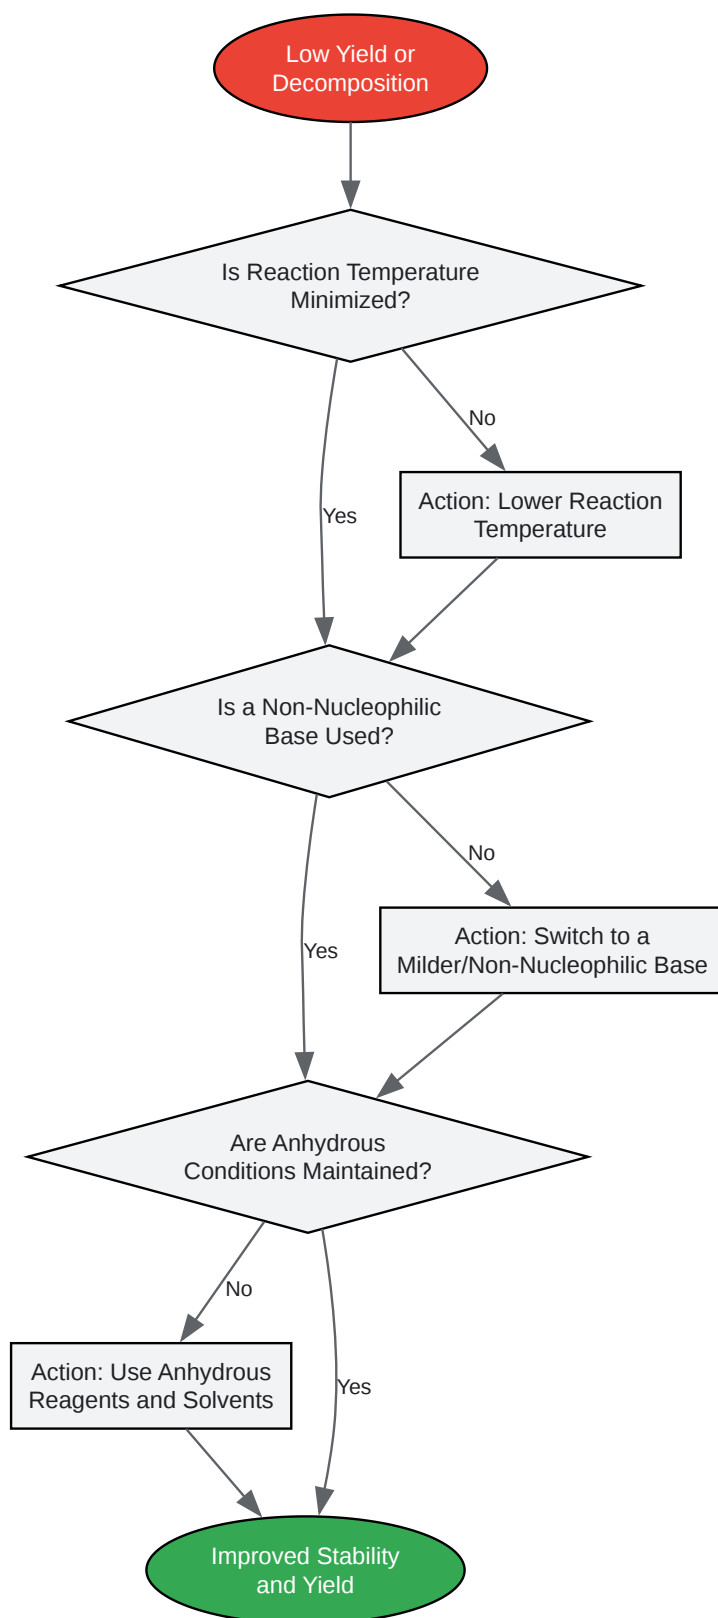 Low Yield or
Decomposition
Is Reaction Temperature
Minimized?
No
Action: Lower Reaction
Temperature
Yes
Is a Non-Nucleophilic
Base Used?
No
Action: Switch to a
Milder/Non-Nucleophilic Base
Yes
Are Anhydrous
Conditions Maintained?
No
Action: Use Anhydrous
Reagents and Solvents
Yes
Improved Stability
and Yield